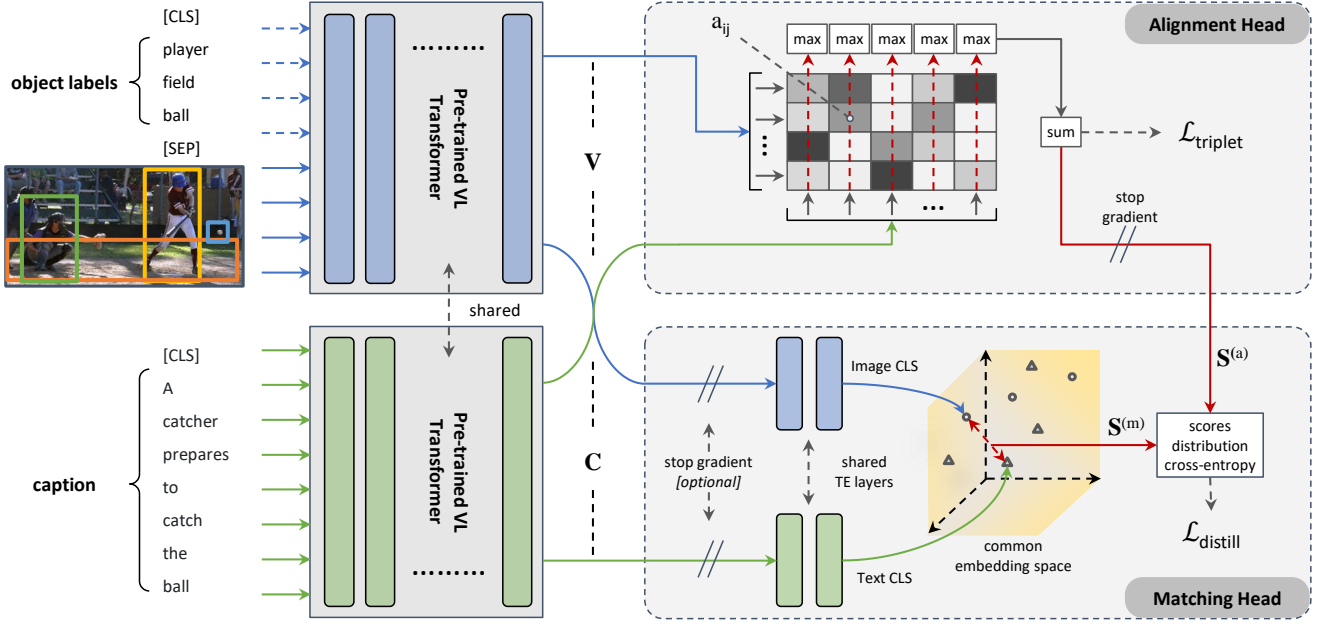 [CLS]
player
object labels
field
ball
[SEP]
Pre-trained VL
Transformer
shared
[CLS]
A
catcher
prepares
caption
to
catch
the
ball
Pre-trained VL
Transformer
V
C
Alignment Head
a_ij
max max max max max
sum
ℒ_triplet
stop
gradient
S^(a)
Image CLS
stop gradient
[optional]
shared
TE layers
Text CLS
common
embedding space
S^(m)
scores
distribution
cross-entropy
ℒ_distill
Matching Head